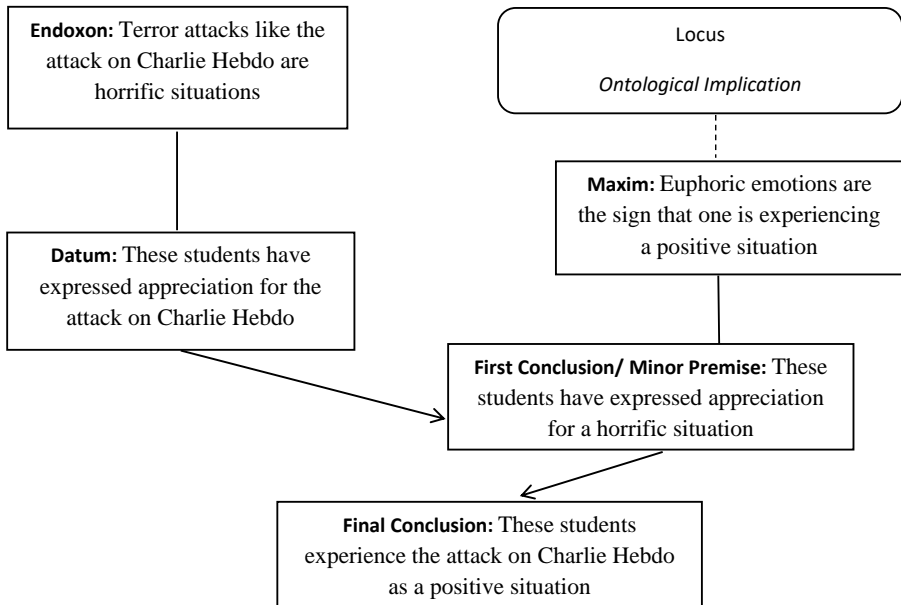 Endoxon: Terror attacks like the
attack on Charlie Hebdo are
horrific situations
Locus
Ontological Implication
Maxim: Euphoric emotions are
the sign that one is experiencing
a positive situation
Datum: These students have
expressed appreciation for the
attack on Charlie Hebdo
First Conclusion/ Minor Premise: These
students have expressed appreciation
for a horrific situation
Final Conclusion: These students
experience the attack on Charlie Hebdo
as a positive situation